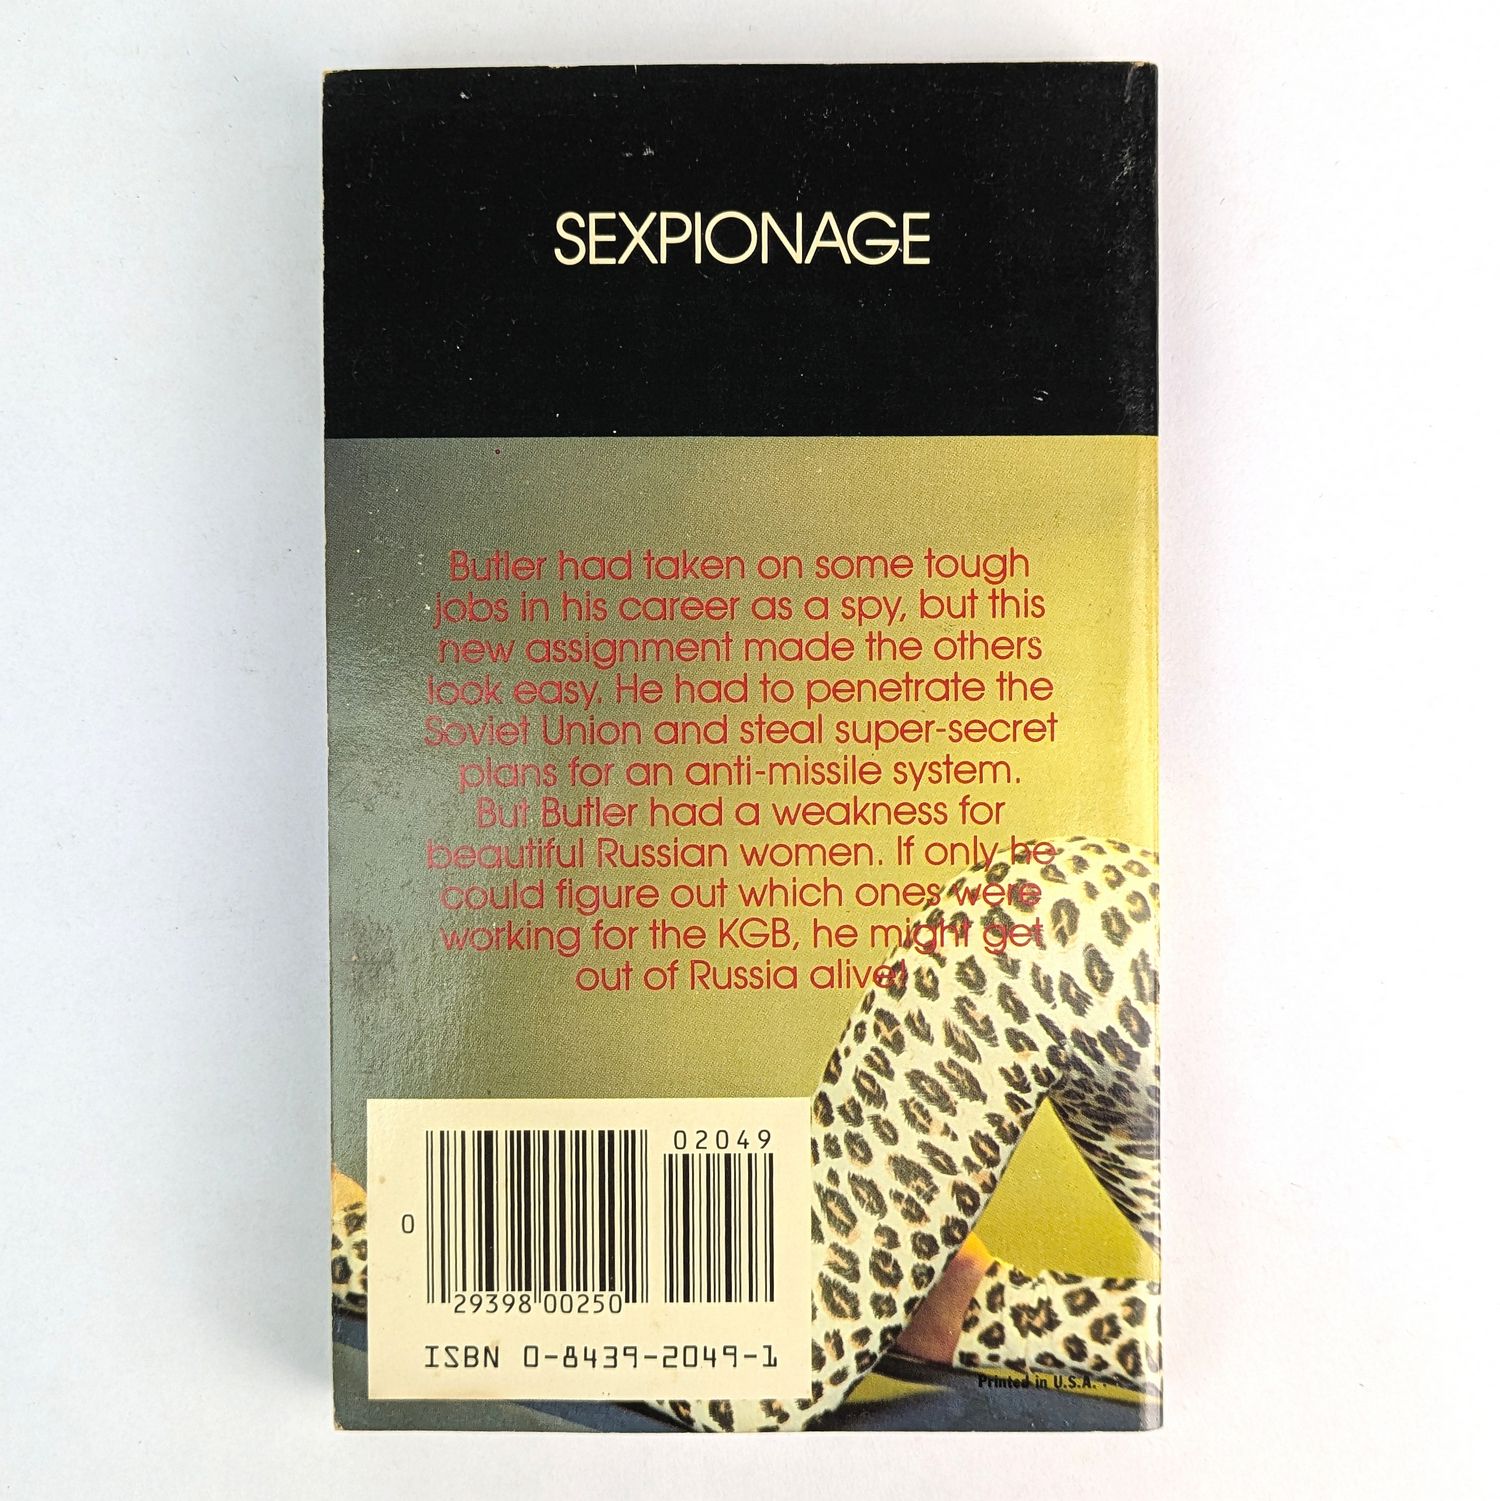 SEXPIONAGE
Butler had taken on some tough
jobs in his career as a spy, but this
new assignment made the others
look easy. He had to penetrate the
Soviet Union and steal super-secret
plans for an anti-missile system.
But Butler had a weakness for
beautiful Russian women. If only he
could figure out which ones were
working for the KGB, he might get
out of Russia alive!
02049
0
29398 00250
ISBN 0-8439-2049-1
Printed in U.S.A.